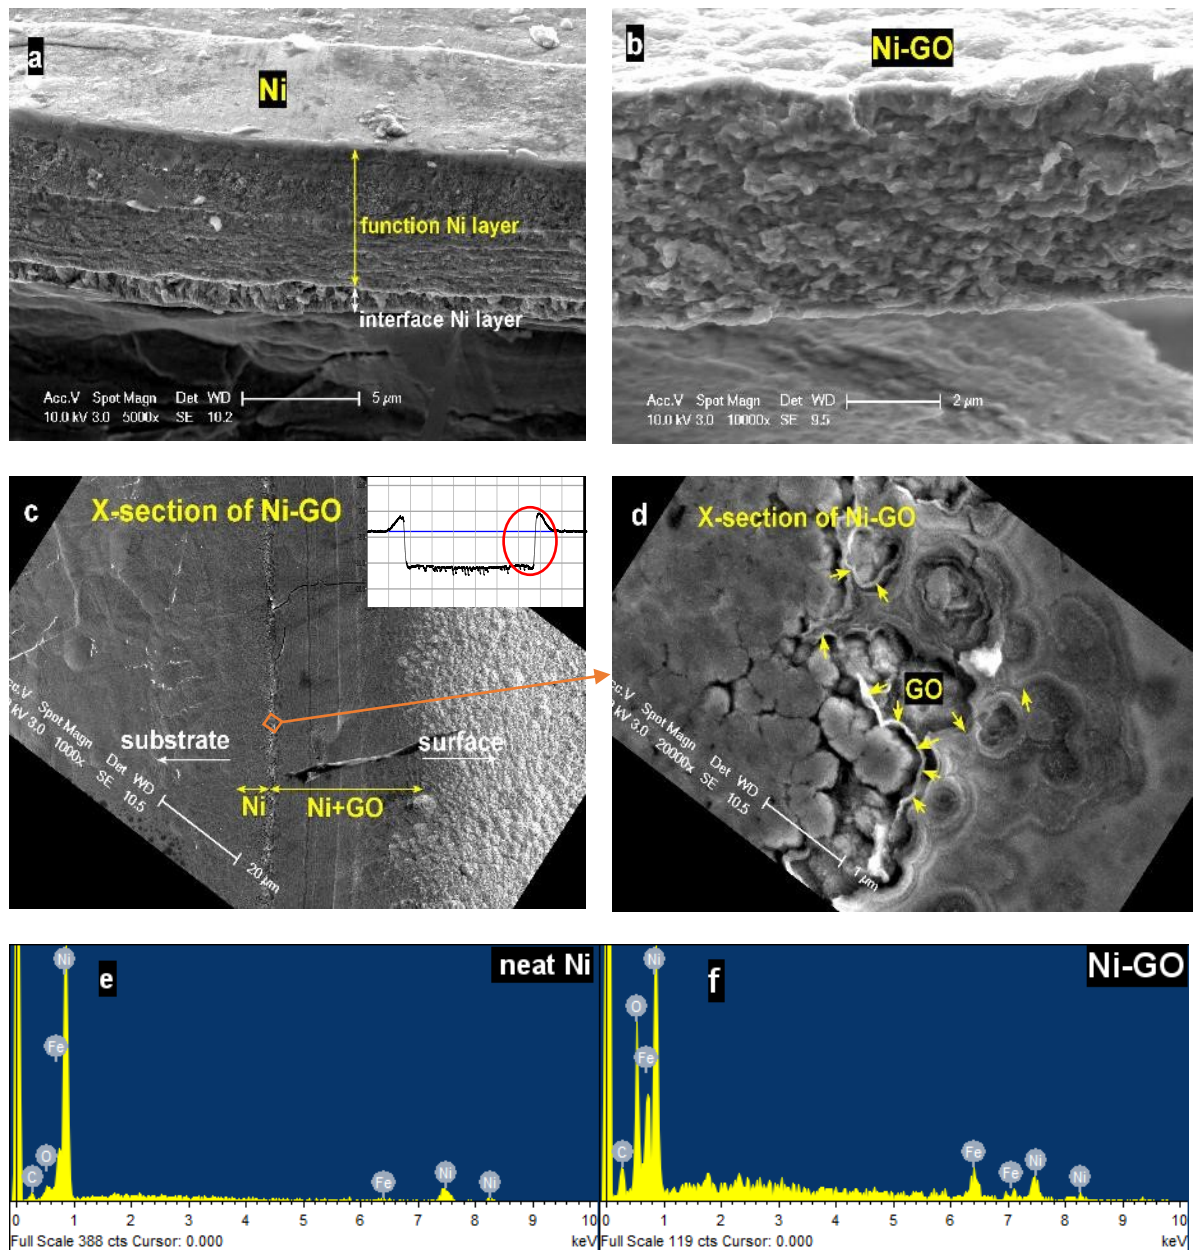 a
Ni
function Ni layer
interface Ni layer
Acc.V Spot Magn Det WD 5 µm
10.0 kV 3.0 5000x SE 10.2
b
Ni-GO
Acc.V Spot Magn Det WD 2 µm
10.0 kV 3.0 10000x SE 9.5
c
X-section of Ni-GO
substrate
surface
Ni
Ni+GO
Spot Magn Det WD
kV 3.0 1000x SE 10.5
20 µm
d
X-section of Ni-GO
GO
Spot Magn Det WD
kV 3.0 20000x SE 10.5
1 µm
e
neat Ni
Ni
Fe
O
C
Fe
Ni
Ni
0 1 2 3 4 5 6 7 8 9 10
Full Scale 388 cts Cursor: 0.000 keV
f
Ni-GO
Ni
O
Fe
C
Fe
Fe
Ni
Ni
0 1 2 3 4 5 6 7 8 9 10
Full Scale 119 cts Cursor: 0.000 keV